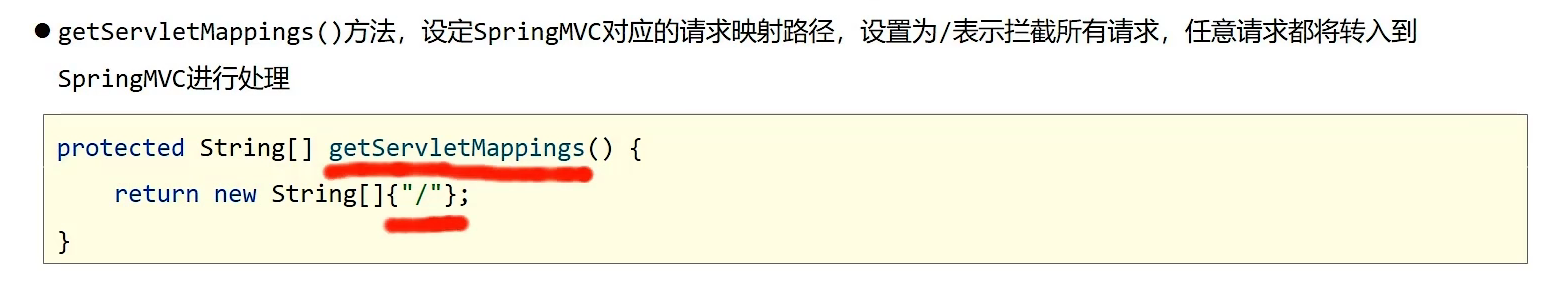 ●getServletMappings()方法，设定SpringMVC对应的请求映射路径，设置为/表示拦截所有请求，任意请求都将转入到
SpringMVC进行处理
protected String[] getServletMappings() {
    return new String[]{"/"};
}